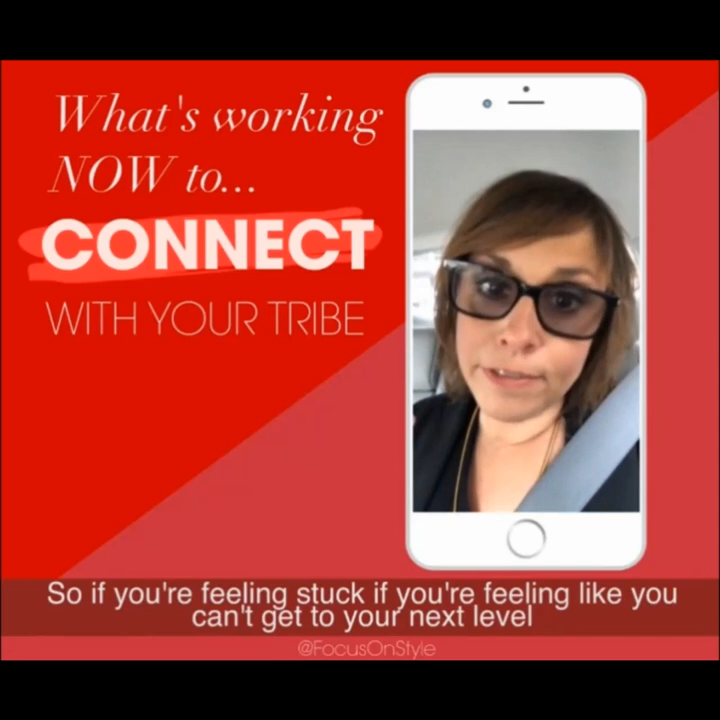 What's working
NOW to...
CONNECT
WITH YOUR TRIBE
So if you're feeling stuck if you're feeling like you
can't get to your next level
@FocusOnStyle